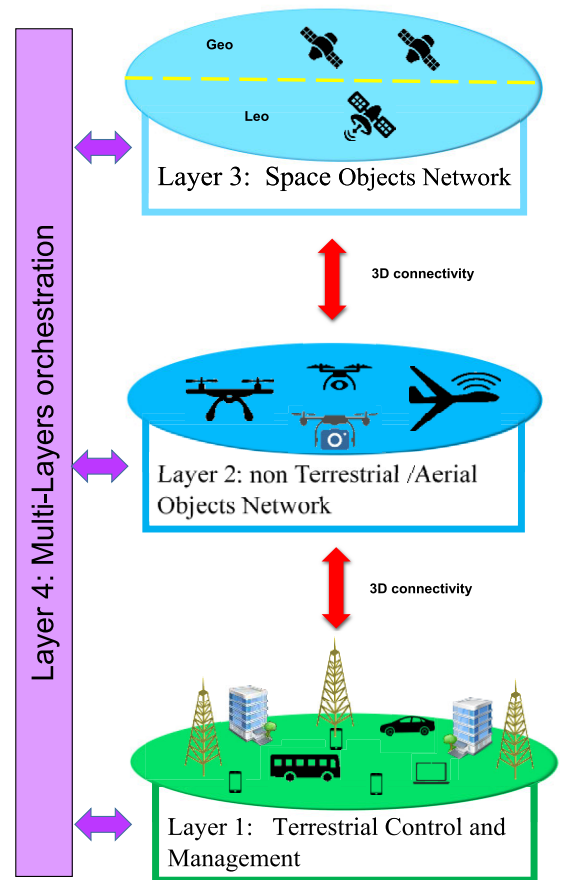 Geo
Leo
Layer 3: Space Objects Network
3D connectivity
Layer 2: non Terrestrial /Aerial
Objects Network
3D connectivity
Layer 1: Terrestrial Control and
Management
Layer 4: Multi-Layers orchestration